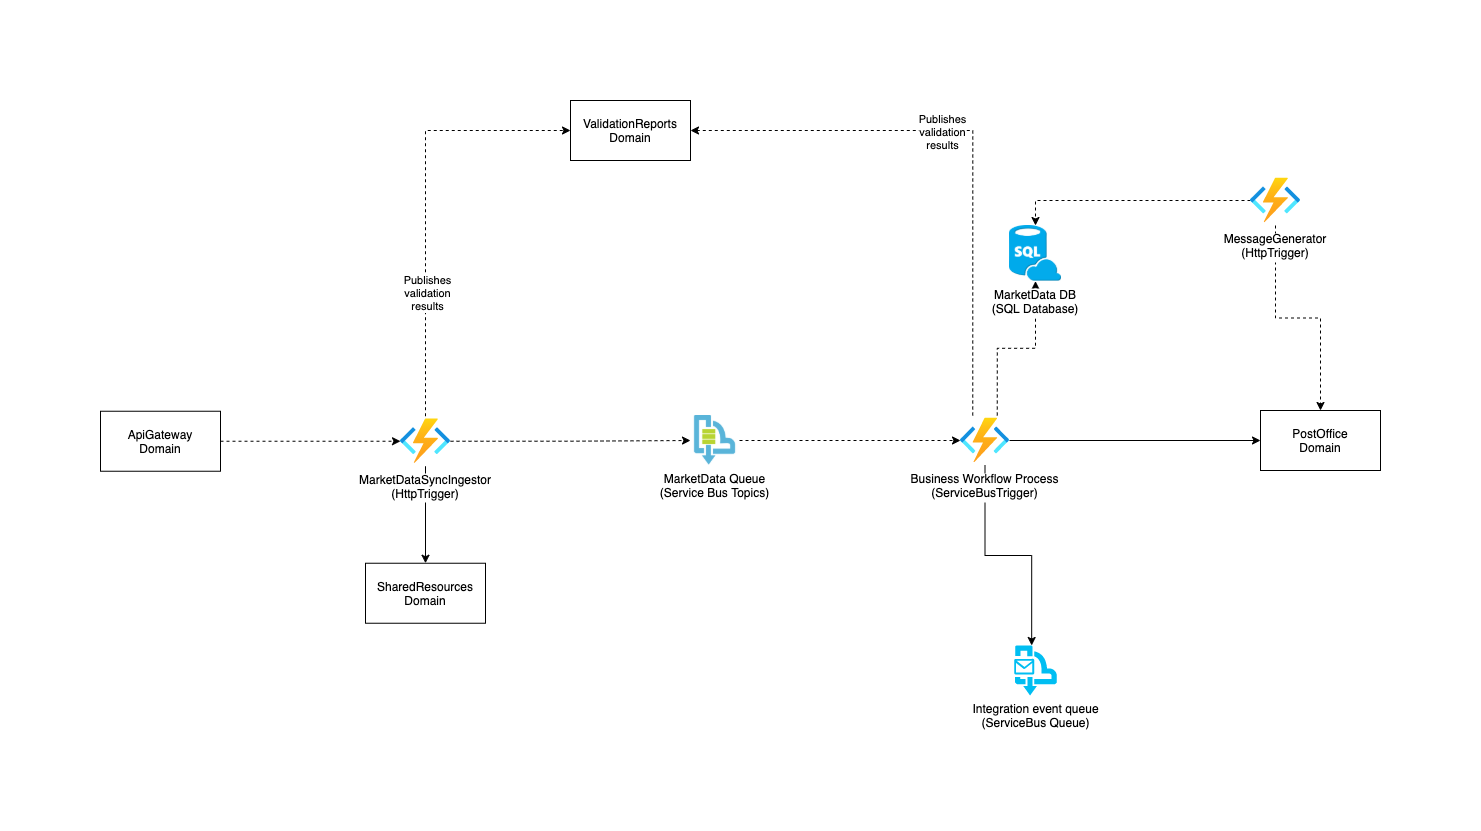 ValidationReports
Domain
Publishes
validation
results
SQL
MessageGenerator
(HttpTrigger)
MarketData DB
(SQL Database)
Publishes
validation
results
ApiGateway
Domain
MarketDataSyncIngestor
(HttpTrigger)
MarketData Queue
(Service Bus Topics)
Business Workflow Process
(ServiceBusTrigger)
PostOffice
Domain
SharedResources
Domain
Integration event queue
(ServiceBus Queue)